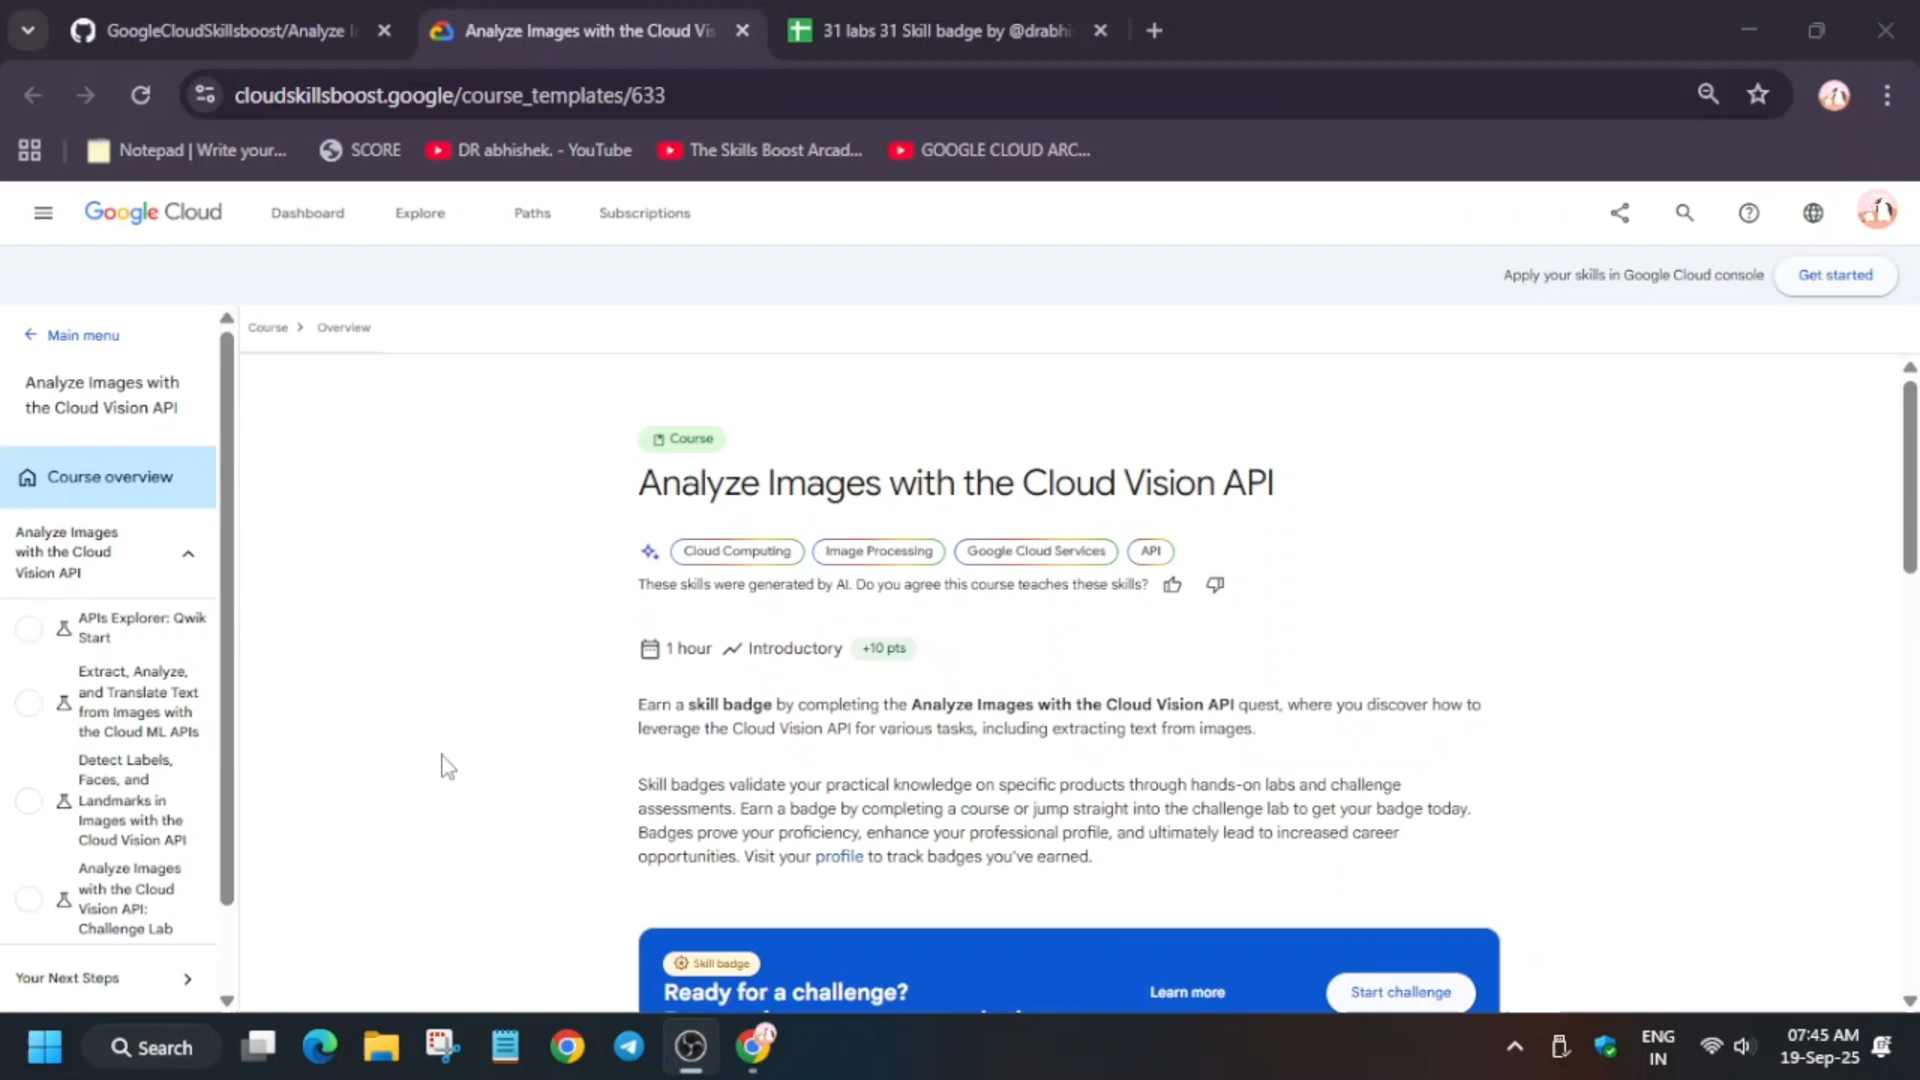 GoogleCloudSkillsboost/Analyze I
Analyze Images with the Cloud Vis
31 labs 31 Skill badge by @drabhi
cloudskillsboost.google/course_templates/633
Notepad | Write your...
SCORE
DR abhishek. - YouTube
The Skills Boost Arcad...
GOOGLE CLOUD ARC...
Google Cloud
Dashboard
Explore
Paths
Subscriptions
Apply your skills in Google Cloud console
Get started
Main menu
Course
Overview
Analyze Images with
the Cloud Vision API
Course overview
Analyze Images
with the Cloud
Vision API
APIs Explorer: Qwik
Start
Extract, Analyze,
and Translate Text
from Images with
the Cloud ML APIs
Detect Labels,
Faces, and
Landmarks in
Images with the
Cloud Vision API
Analyze Images
with the Cloud
Vision API:
Challenge Lab
Your Next Steps
Course
Analyze Images with the Cloud Vision API
Cloud Computing
Image Processing
Google Cloud Services
API
These skills were generated by AI. Do you agree this course teaches these skills?
1 hour
Introductory
+10 pts
Earn a skill badge by completing the Analyze Images with the Cloud Vision API quest, where you discover how to
leverage the Cloud Vision API for various tasks, including extracting text from images.
Skill badges validate your practical knowledge on specific products through hands-on labs and challenge
assessments. Earn a badge by completing a course or jump straight into the challenge lab to get your badge today.
Badges prove your proficiency, enhance your professional profile, and ultimately lead to increased career
opportunities. Visit your profile to track badges you've earned.
Skill badge
Ready for a challenge?
Learn more
Start challenge
Search
ENG
IN
07:45 AM
19-Sep-25